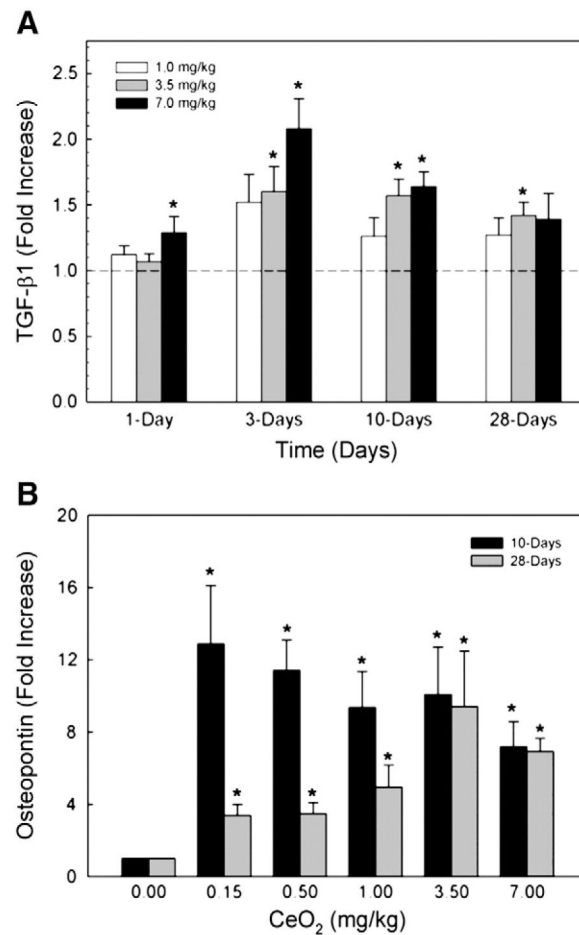 A
TGF-β1 (Fold Increase)
2.5
2.0
1.5
1.0
0.5
0.0
1.0 mg/kg
3.5 mg/kg
7.0 mg/kg
* * * * * *
1-Day 3-Days 10-Days 28-Days
Time (Days)
B
Osteopontin (Fold Increase)
20
16
12
8
4
0
10-Days
28-Days
* * * * * * * * * *
0.00 0.15 0.50 1.00 3.50 7.00
CeO₂ (mg/kg)